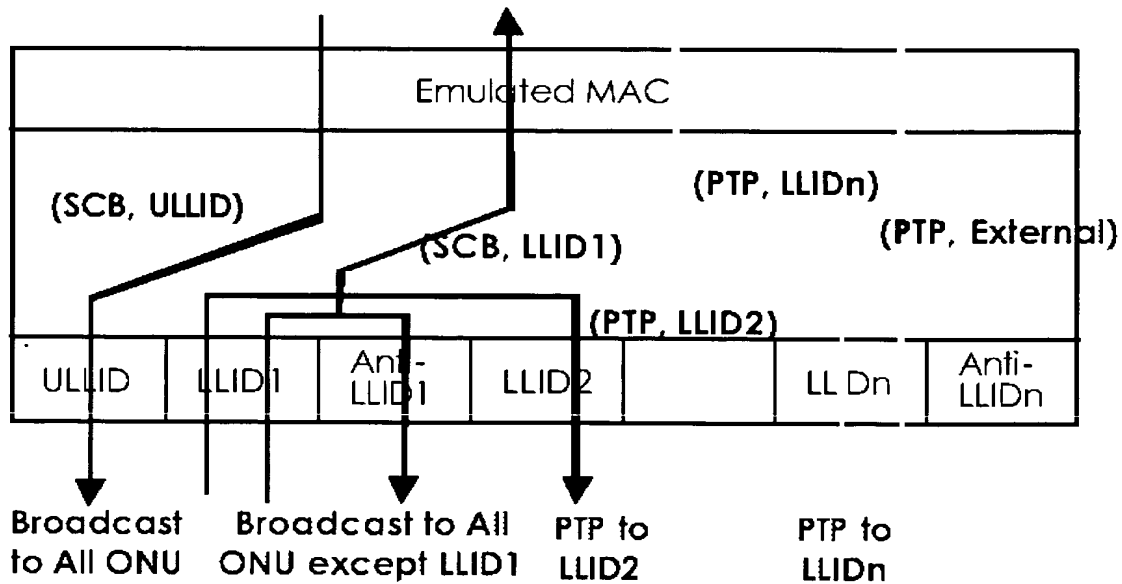 Emulated MAC
(PTP, LLIDn)
(SCB, ULLID)
(PTP, External)
(SCB, LLID1)
(PTP, LLID2)
ULLID
LLID1
Anti-
LLID1
LLID2
LL Dn
Anti-
LLIDn
Broadcast
to All ONU
Broadcast to All
ONU except LLID1
PTP to
LLID2
PTP to
LLIDn